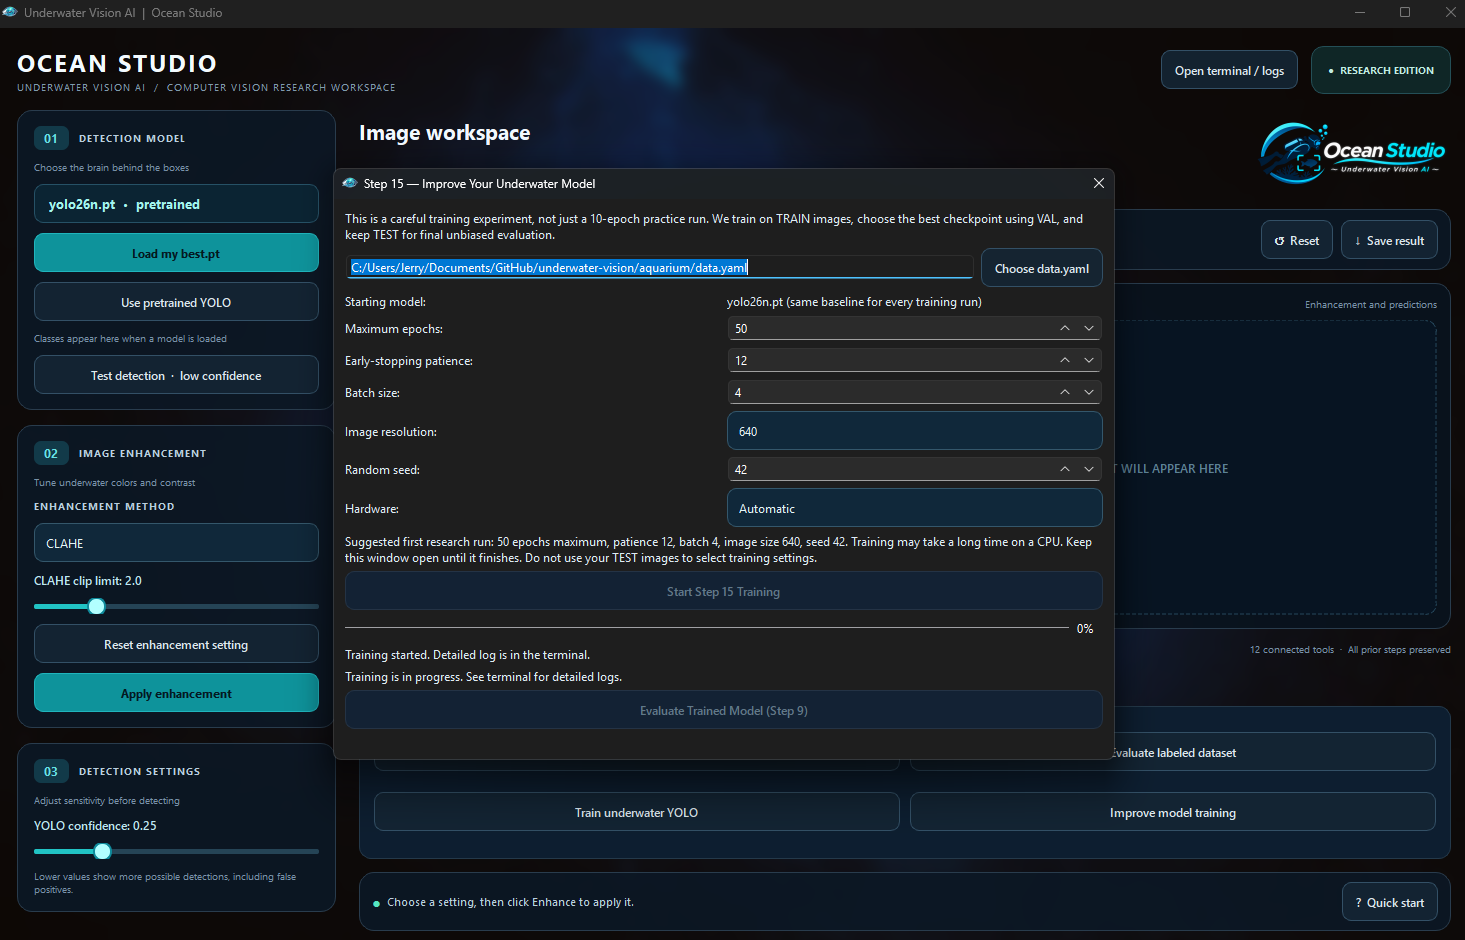 Underwater Vision AI | Ocean Studio
OCEAN STUDIO
UNDERWATER VISION AI / COMPUTER VISION RESEARCH WORKSPACE
Open terminal / logs
• RESEARCH EDITION
01 DETECTION MODEL
Choose the brain behind the boxes
yolo26n.pt • pretrained
Load my best.pt
Use pretrained YOLO
Classes appear here when a model is loaded
Test detection · low confidence
02 IMAGE ENHANCEMENT
Tune underwater colors and contrast
ENHANCEMENT METHOD
CLAHE
CLAHE clip limit: 2.0
Reset enhancement setting
Apply enhancement
03 DETECTION SETTINGS
Adjust sensitivity before detecting
YOLO confidence: 0.25
Lower values show more possible detections, including false
positives.
Image workspace
Ocean Studio
~ Underwater Vision AI ~
↺ Reset
↓ Save result
Enhancement and predictions
T WILL APPEAR HERE
12 connected tools · All prior steps preserved
Step 15 — Improve Your Underwater Model
This is a careful training experiment, not just a 10-epoch practice run. We train on TRAIN images, choose the best checkpoint using VAL, and
keep TEST for final unbiased evaluation.
C:/Users/Jerry/Documents/GitHub/underwater-vision/aquarium/data.yaml
Choose data.yaml
Starting model: yolo26n.pt (same baseline for every training run)
Maximum epochs: 50
Early-stopping patience: 12
Batch size: 4
Image resolution: 640
Random seed: 42
Hardware: Automatic
Suggested first research run: 50 epochs maximum, patience 12, batch 4, image size 640, seed 42. Training may take a long time on a CPU. Keep
this window open until it finishes. Do not use your TEST images to select training settings.
Start Step 15 Training
0%
Training started. Detailed log is in the terminal.
Training is in progress. See terminal for detailed logs.
Evaluate Trained Model (Step 9)
Evaluate labeled dataset
Train underwater YOLO
Improve model training
Choose a setting, then click Enhance to apply it.
? Quick start